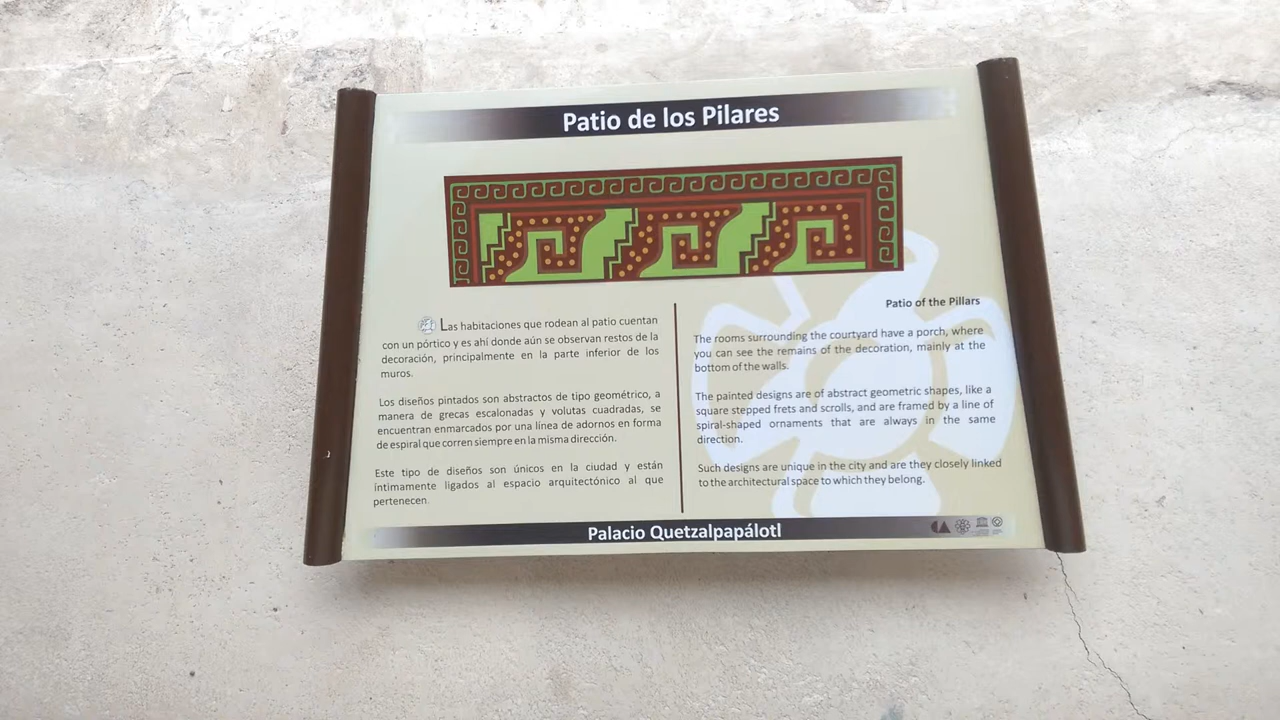 Patio de los Pilares
Las habitaciones que rodean al patio cuentan
con un pórtico y es ahí donde aún se observan restos de la
decoración, principalmente en la parte inferior de los
muros.
Los diseños pintados son abstractos de tipo geométrico, a
manera de grecas escalonadas y volutas cuadradas, se
encuentran enmarcados por una línea de adornos en forma
de espiral que corren siempre en la misma dirección.
Este tipo de diseños son únicos en la ciudad y están
íntimamente ligados al espacio arquitectónico al que
pertenecen.
Patio of the Pillars
The rooms surrounding the courtyard have a porch, where
you can see the remains of the decoration, mainly at the
bottom of the walls.
The painted designs are of abstract geometric shapes, like a
square stepped frets and scrolls, and are framed by a line of
spiral-shaped ornaments that are always in the same
direction.
Such designs are unique in the city and are they closely linked
to the architectural space to which they belong.
Palacio Quetzalpapálotl